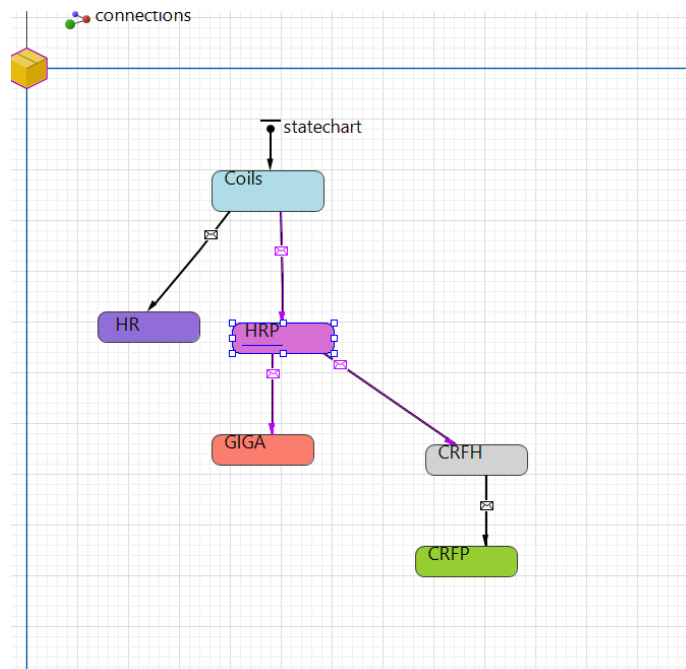 connections
statechart
Coils
HR
HRP
GIGA
CRFH
CRFP